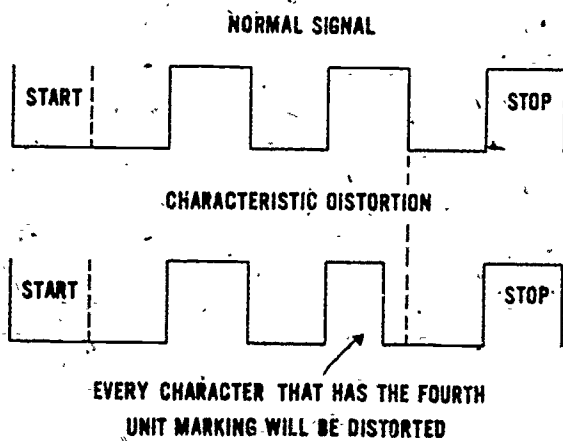 NORMAL SIGNAL
START STOP
CHARACTERISTIC DISTORTION
START STOP
EVERY CHARACTER THAT HAS THE FOURTH
UNIT MARKING WILL BE DISTORTED